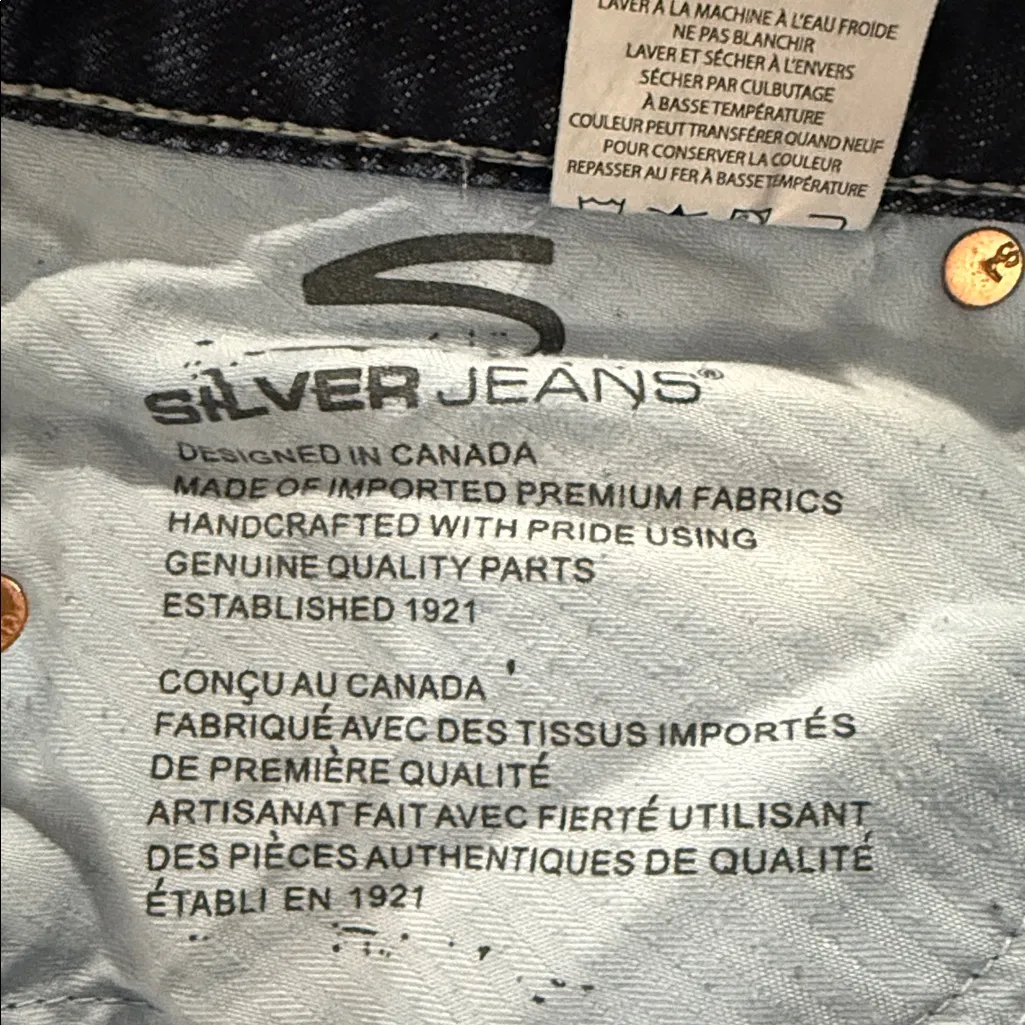 LAVER À LA MACHINE À L'EAU FROIDE
NE PAS BLANCHIR
LAVER ET SÉCHER À L'ENVERS
SÉCHER PAR CULBUTAGE
À BASSE TEMPÉRATURE
COULEUR PEUT TRANSFÉRER QUAND NEUF
POUR CONSERVER LA COULEUR
REPASSER AU FER À BASSE TEMPÉRATURE
S
SILVER JEANS®
DESIGNED IN CANADA
MADE OF IMPORTED PREMIUM FABRICS
HANDCRAFTED WITH PRIDE USING
GENUINE QUALITY PARTS
ESTABLISHED 1921
CONÇU AU CANADA
FABRIQUÉ AVEC DES TISSUS IMPORTÉS
DE PREMIÈRE QUALITÉ
ARTISANAT FAIT AVEC FIERTÉ UTILISANT
DES PIÈCES AUTHENTIQUES DE QUALITÉ
ÉTABLI EN 1921